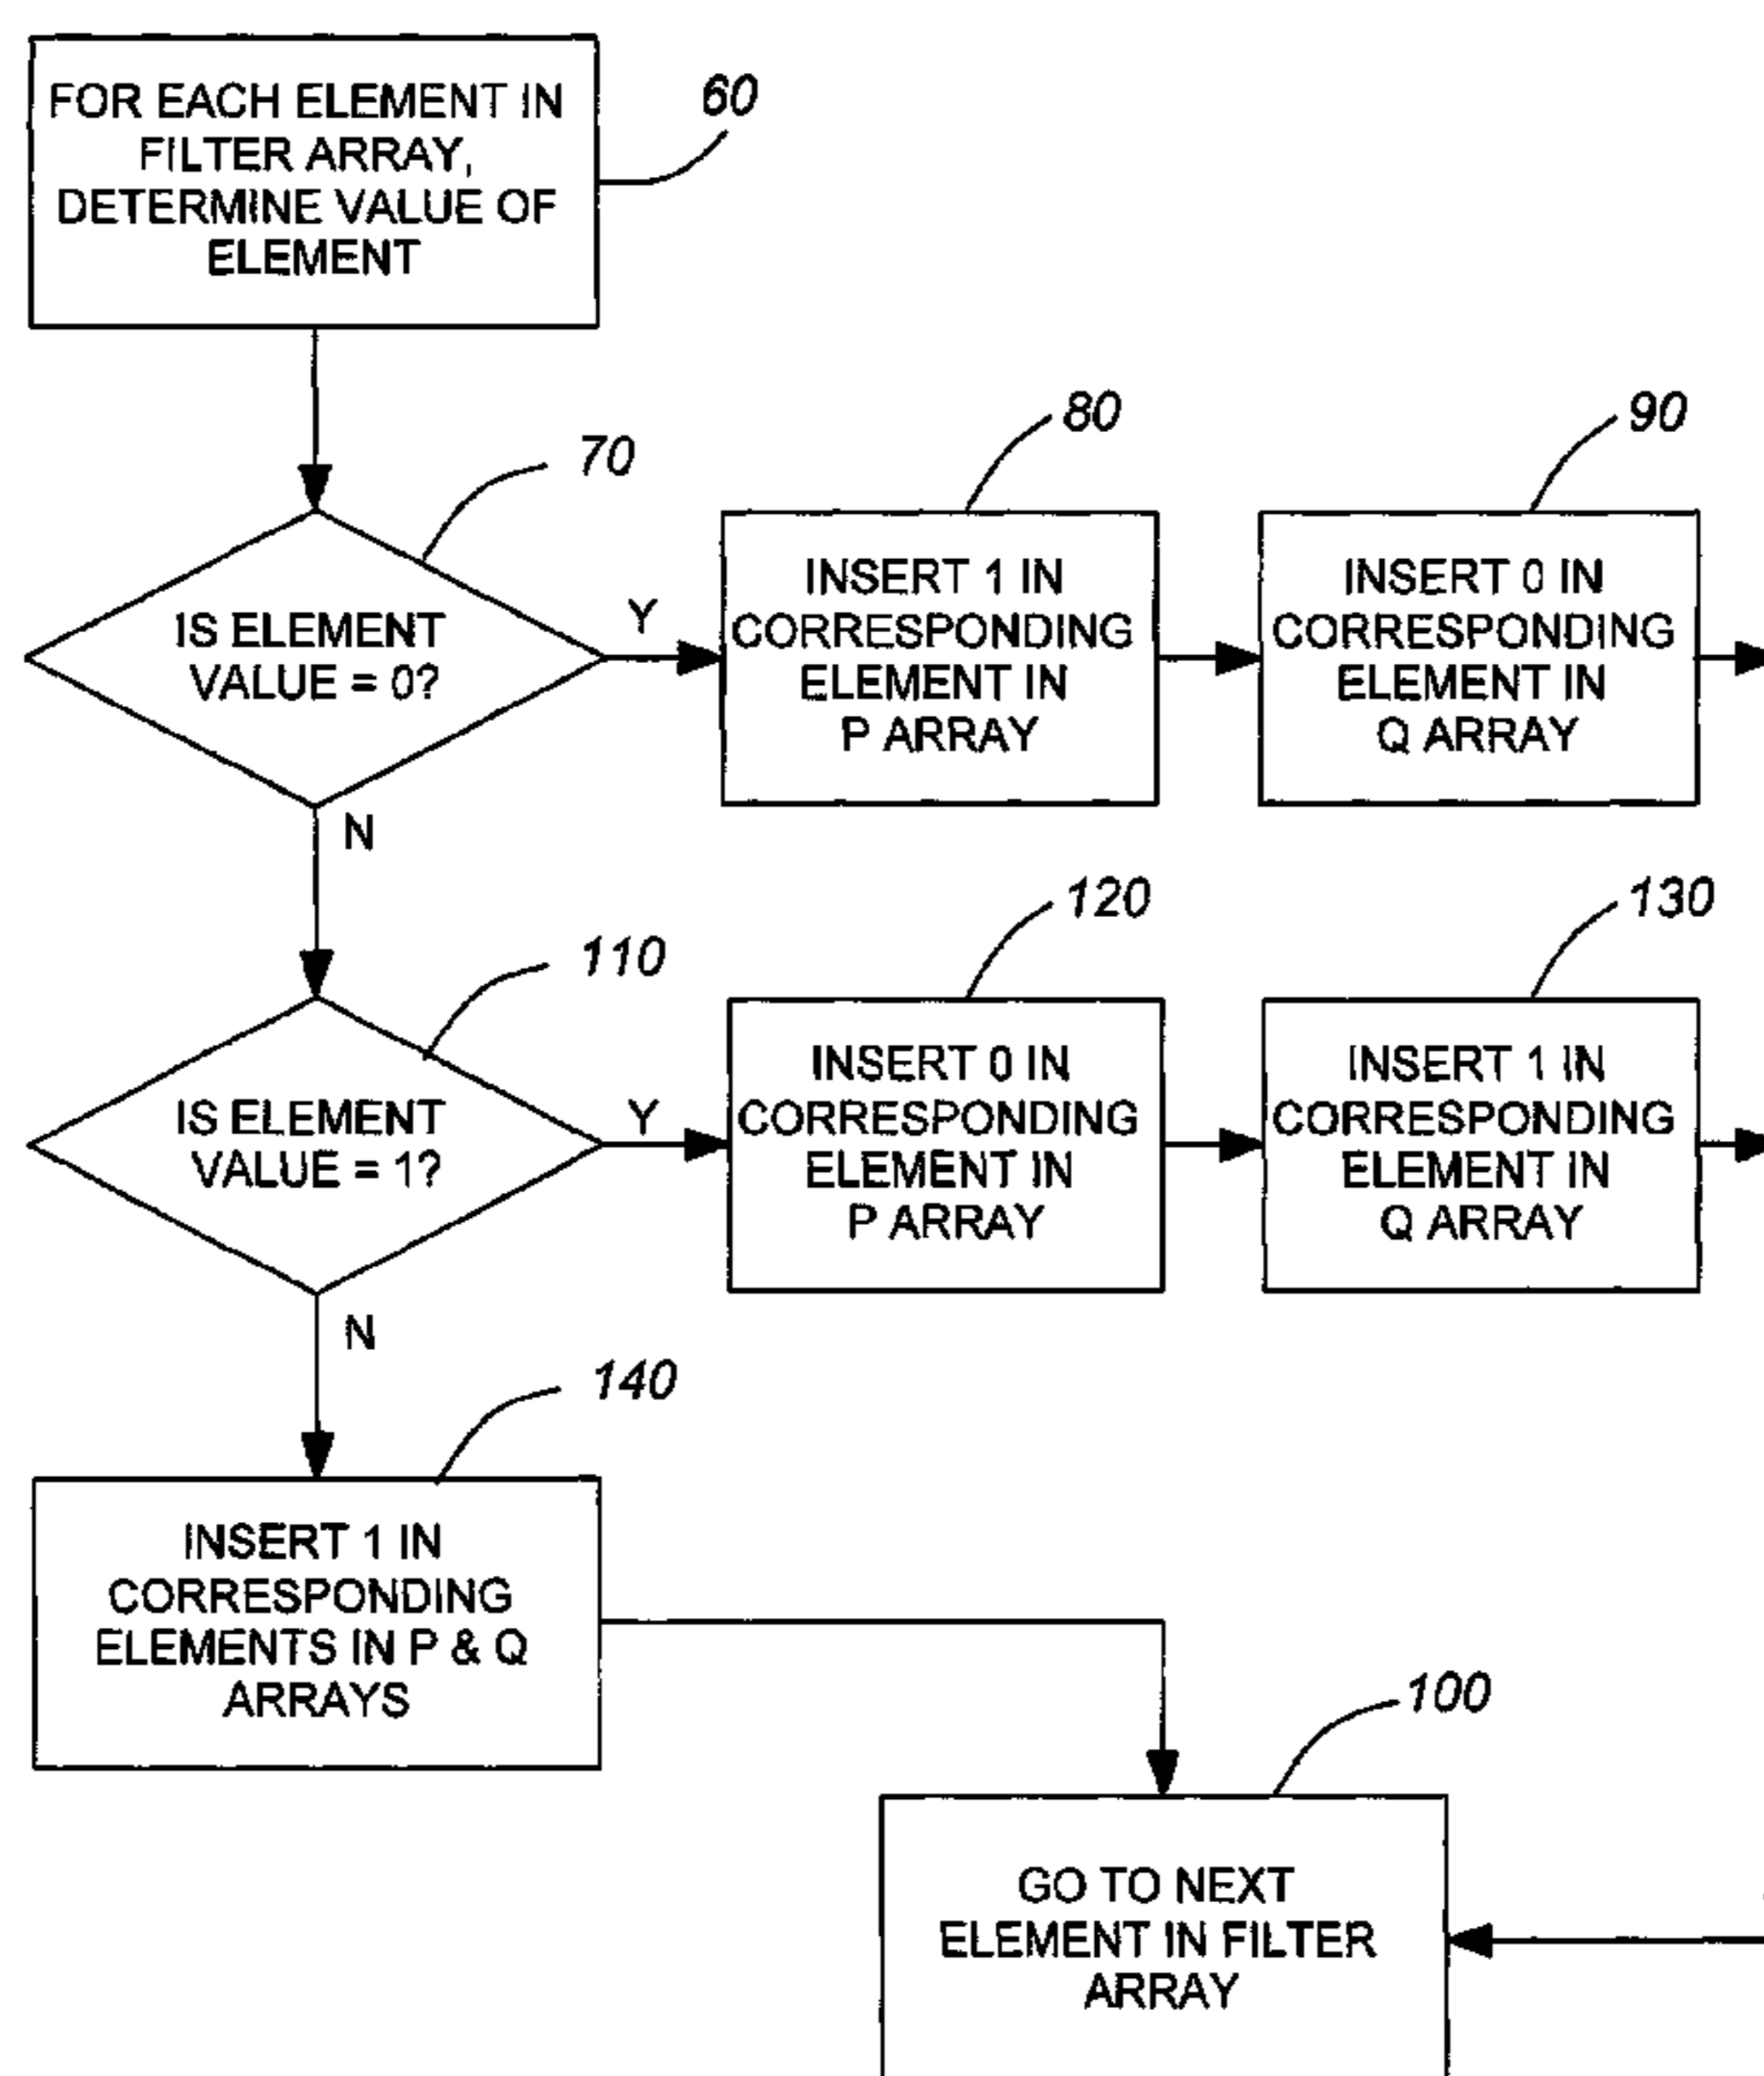 FOR EACH ELEMENT IN
FILTER ARRAY,
DETERMINE VALUE OF
ELEMENT
60
70
IS ELEMENT
VALUE = 0?
Y
N
80
INSERT 1 IN
CORRESPONDING
ELEMENT IN
P ARRAY
90
INSERT 0 IN
CORRESPONDING
ELEMENT IN
Q ARRAY
110
IS ELEMENT
VALUE = 1?
Y
N
120
INSERT 0 IN
CORRESPONDING
ELEMENT IN
P ARRAY
130
INSERT 1 IN
CORRESPONDING
ELEMENT IN
Q ARRAY
140
INSERT 1 IN
CORRESPONDING
ELEMENTS IN P & Q
ARRAYS
100
GO TO NEXT
ELEMENT IN FILTER
ARRAY